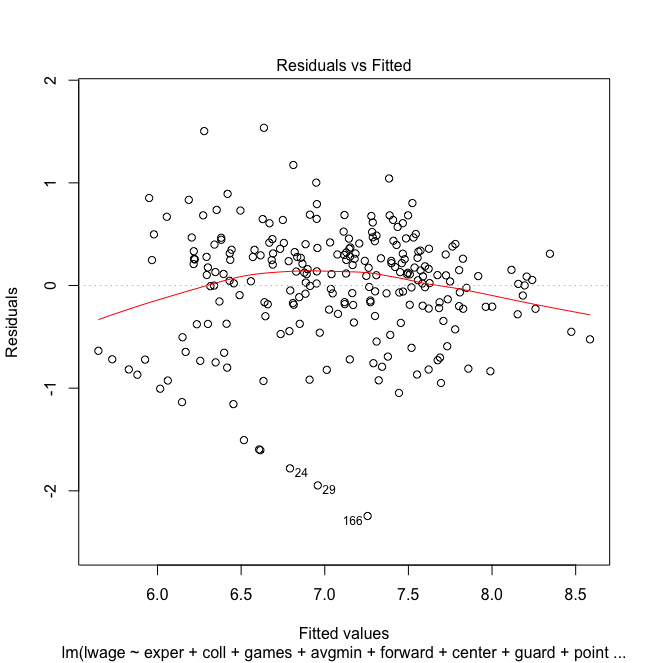 Residuals vs Fitted
2
1
0
-1
-2
Residuals
24
29
166
6.0 6.5 7.0 7.5 8.0 8.5
Fitted values
lm(lwage ~ exper + coll + games + avgmin + forward + center + guard + point ...